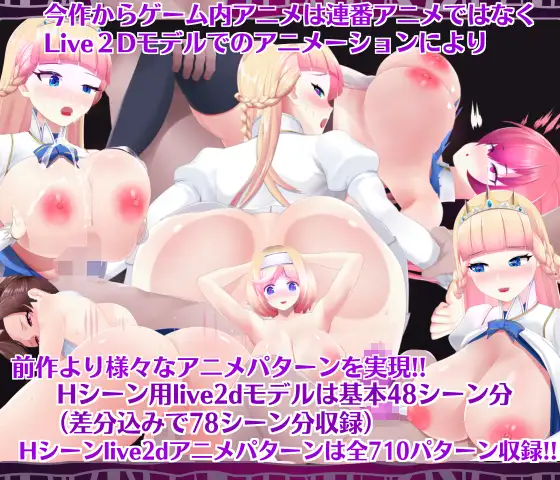 今作からゲーム内アニメは連番アニメではなく
Live２Dモデルでのアニメーションにより
前作より様々なアニメパターンを実現!!
Hシーン用live2dモデルは基本48シーン分
（差分込みで78シーン分収録）
Hシーンlive2dアニメパターンは全710パターン収録!!